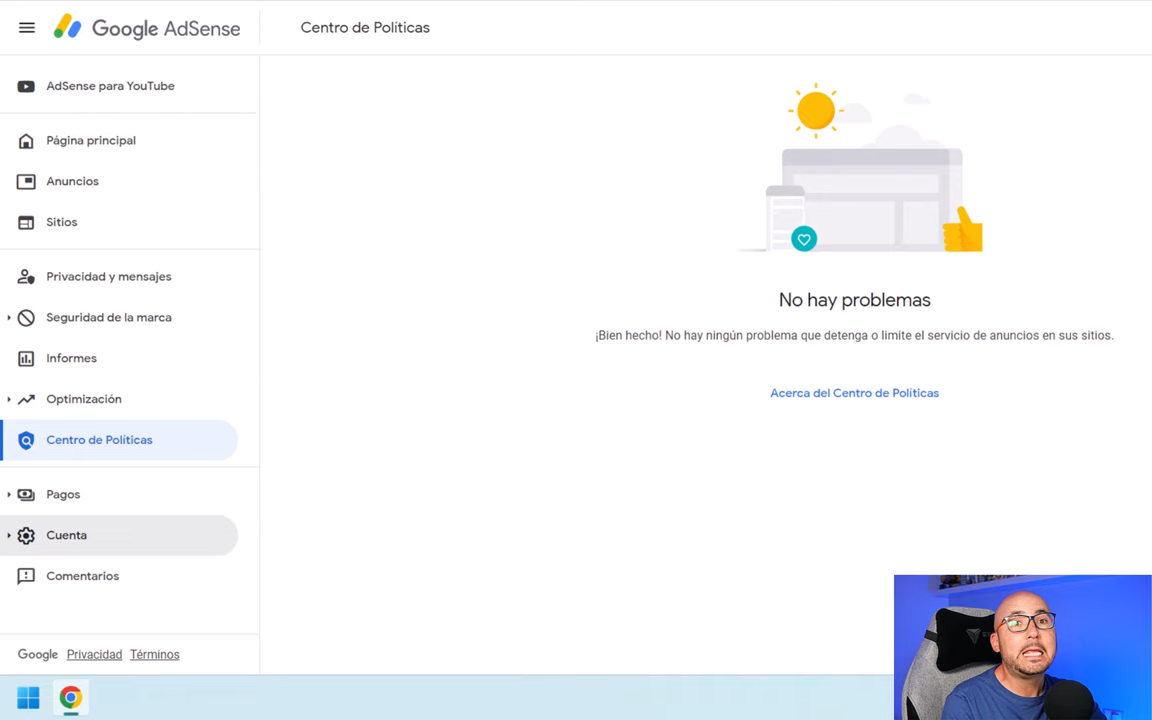 Google AdSense
Centro de Políticas
AdSense para YouTube
Página principal
Anuncios
Sitios
Privacidad y mensajes
Seguridad de la marca
Informes
Optimización
Centro de Políticas
Pagos
Cuenta
Comentarios
Google Privacidad Términos
No hay problemas
¡Bien hecho! No hay ningún problema que detenga o limite el servicio de anuncios en sus sitios.
Acerca del Centro de Políticas